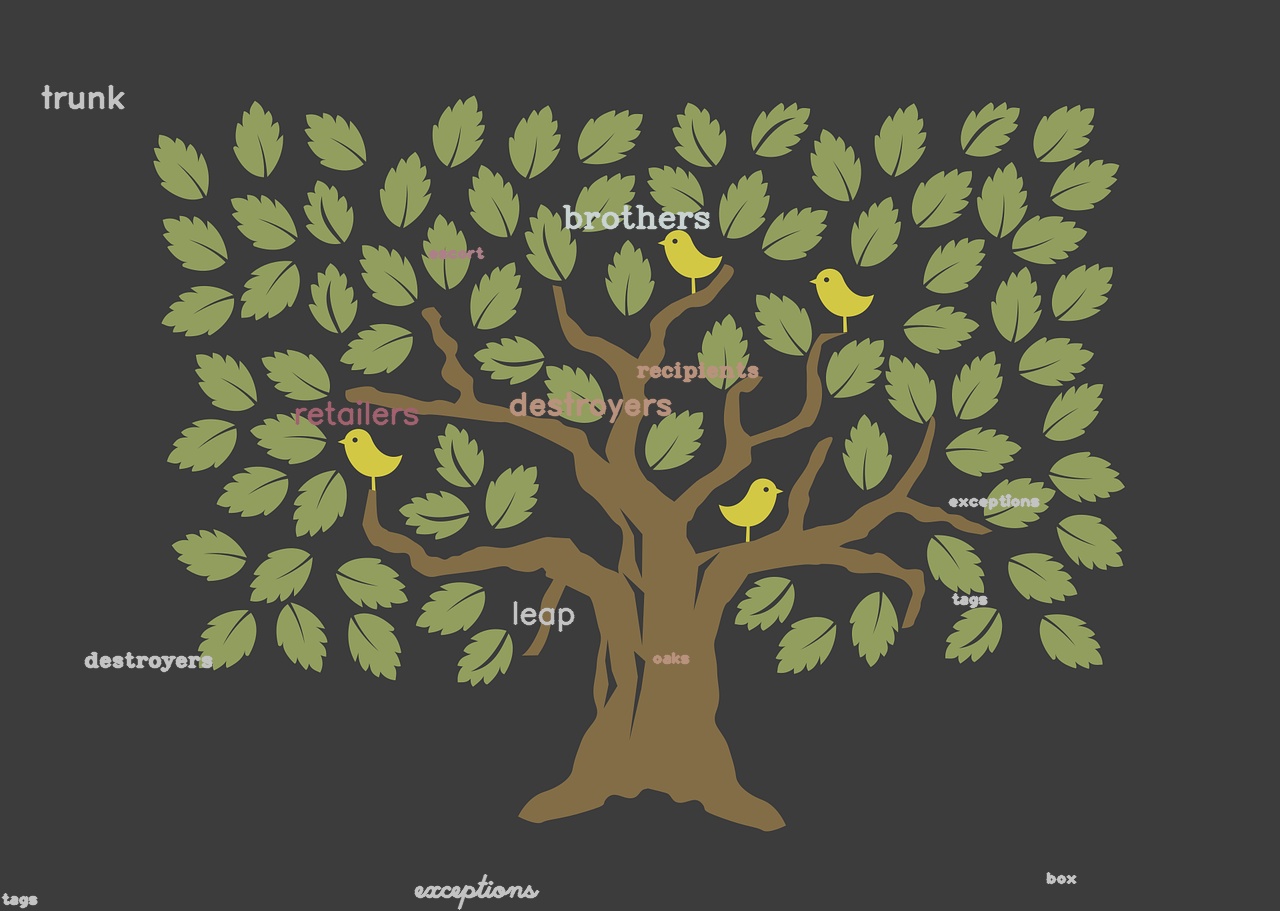 trunk
brothers
recipients
destroyers
retailers
exceptions
tags
leap
oaks
destroyers
box
exceptions
tags